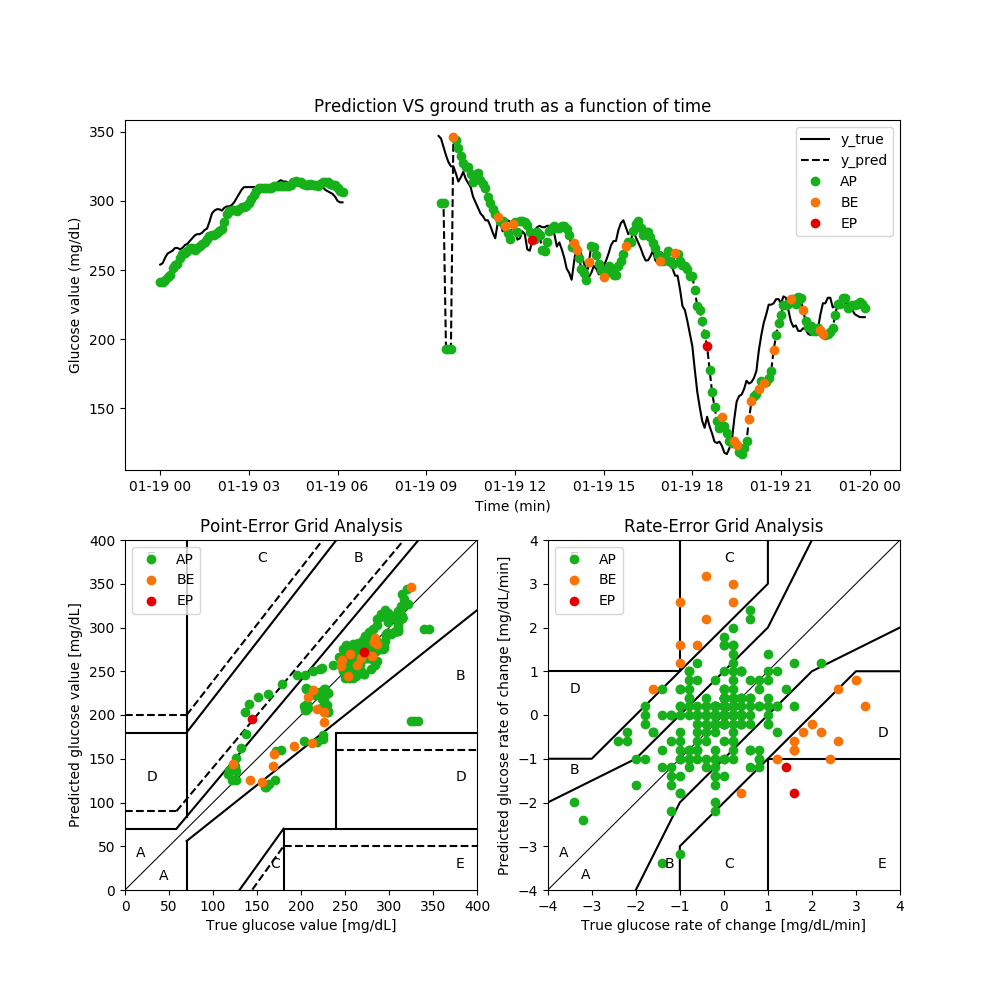 Prediction VS ground truth as a function of time
Glucose value (mg/dL)
350
300
250
200
150
y_true
y_pred
AP
BE
EP
01-19 00 01-19 03 01-19 06 01-19 09 01-19 12 01-19 15 01-19 18 01-19 21 01-20 00
Time (min)
Point-Error Grid Analysis
Predicted glucose value [mg/dL]
400
350
300
250
200
150
100
50
0
AP
BE
EP
C
B
B
D
D
A
A
C
E
0 50 100 150 200 250 300 350 400
True glucose value [mg/dL]
Rate-Error Grid Analysis
Predicted glucose rate of change [mg/dL/min]
4
3
2
1
0
−1
−2
−3
−4
AP
BE
EP
C
D
D
B
A
A
B
C
E
−4 −3 −2 −1 0 1 2 3 4
True glucose rate of change [mg/dL/min]